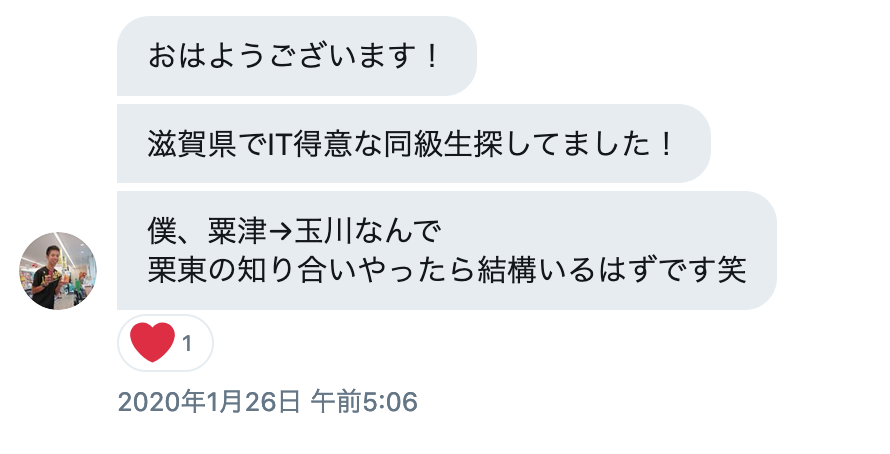 おはようございます！
滋賀県でIT得意な同級生探してました！
僕、粟津→玉川なんで
栗東の知り合いやったら結構いるはずです笑
1
2020年1月26日 午前5:06